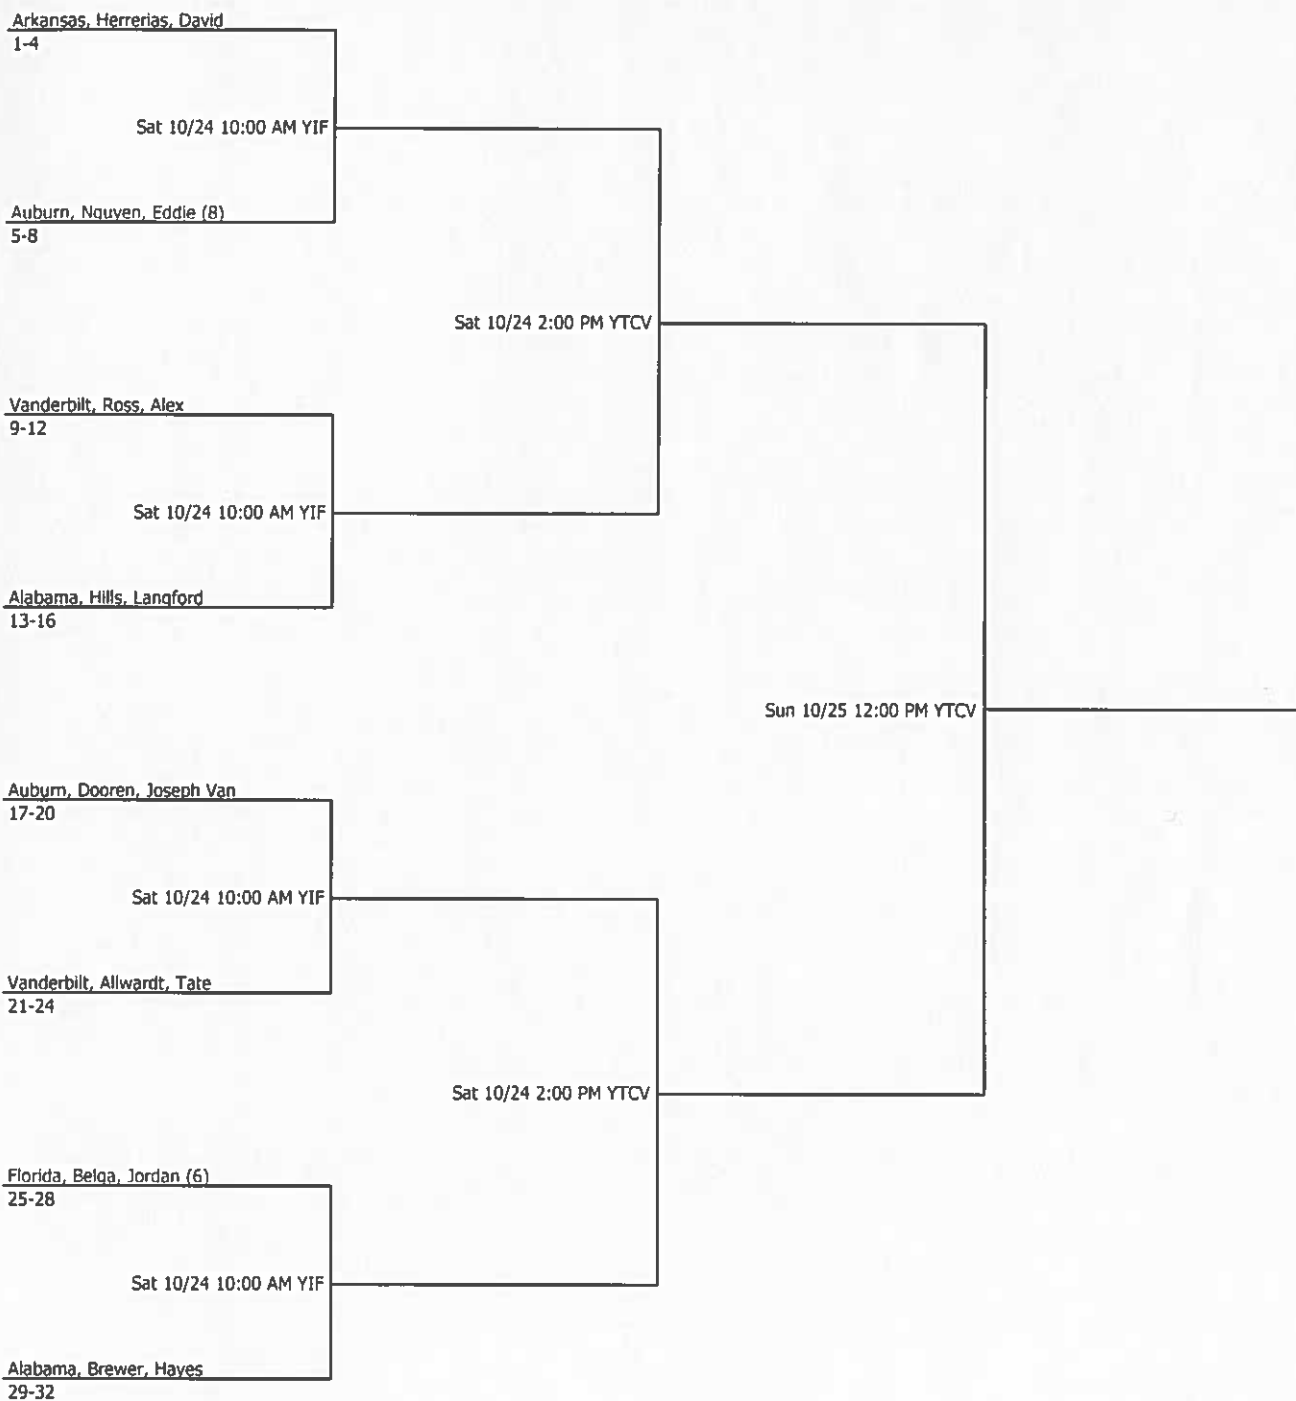 Arkansas, Herrerias, David
1-4
Sat 10/24 10:00 AM YIF
Auburn, Nguyen, Eddie (8)
5-8
Sat 10/24 2:00 PM YTCV
Vanderbilt, Ross, Alex
9-12
Sat 10/24 10:00 AM YIF
Alabama, Hills, Langford
13-16
Sun 10/25 12:00 PM YTCV
Auburn, Dooren, Joseph Van
17-20
Sat 10/24 10:00 AM YIF
Vanderbilt, Allwardt, Tate
21-24
Sat 10/24 2:00 PM YTCV
Florida, Belga, Jordan (6)
25-28
Sat 10/24 10:00 AM YIF
Alabama, Brewer, Hayes
29-32